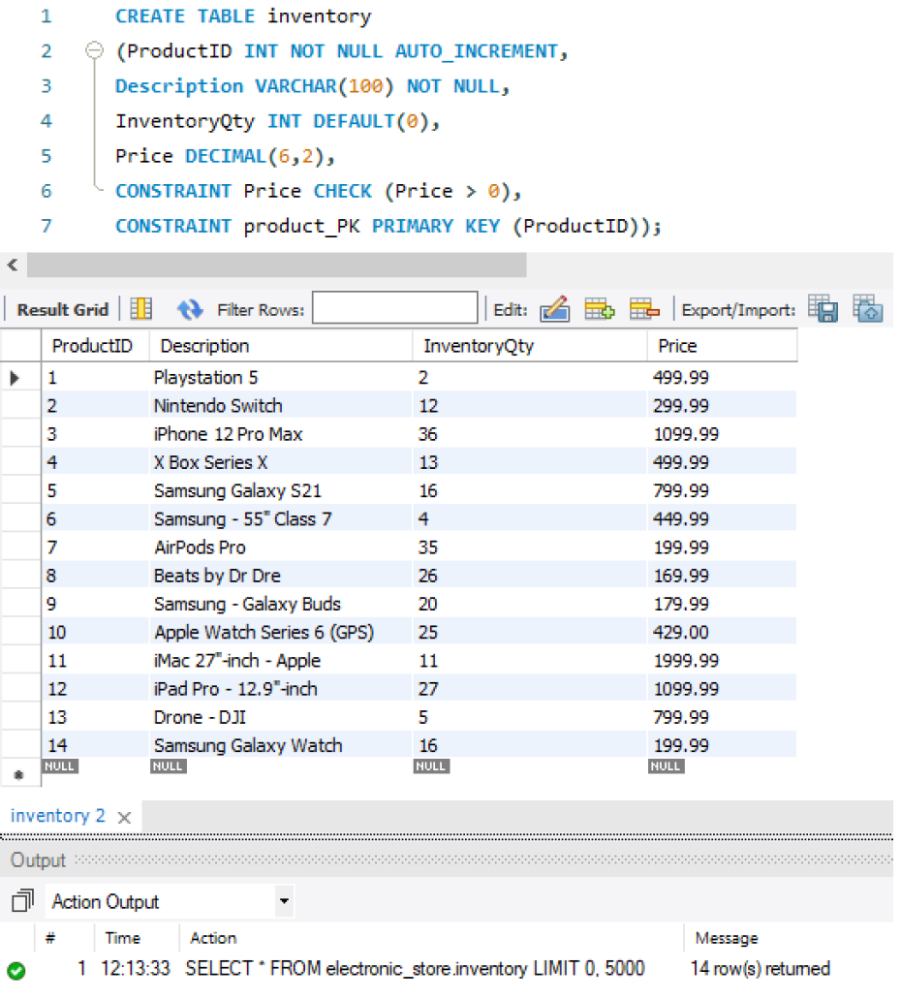 1 CREATE TABLE inventory
2 (ProductID INT NOT NULL AUTO_INCREMENT,
3 Description VARCHAR(100) NOT NULL,
4 InventoryQty INT DEFAULT(0),
5 Price DECIMAL(6,2),
6 CONSTRAINT Price CHECK (Price > 0),
7 CONSTRAINT product_PK PRIMARY KEY (ProductID));
Result Grid Filter Rows: Edit: Export/Import:
ProductID Description InventoryQty Price
1 Playstation 5 2 499.99
2 Nintendo Switch 12 299.99
3 iPhone 12 Pro Max 36 1099.99
4 X Box Series X 13 499.99
5 Samsung Galaxy S21 16 799.99
6 Samsung - 55" Class 7 4 449.99
7 AirPods Pro 35 199.99
8 Beats by Dr Dre 26 169.99
9 Samsung - Galaxy Buds 20 179.99
10 Apple Watch Series 6 (GPS) 25 429.00
11 iMac 27"-inch - Apple 11 1999.99
12 iPad Pro - 12.9"-inch 27 1099.99
13 Drone - DJI 5 799.99
14 Samsung Galaxy Watch 16 199.99
NULL NULL NULL NULL
inventory 2
Output
Action Output
# Time Action Message
1 12:13:33 SELECT * FROM electronic_store.inventory LIMIT 0, 5000 14 row(s) returned